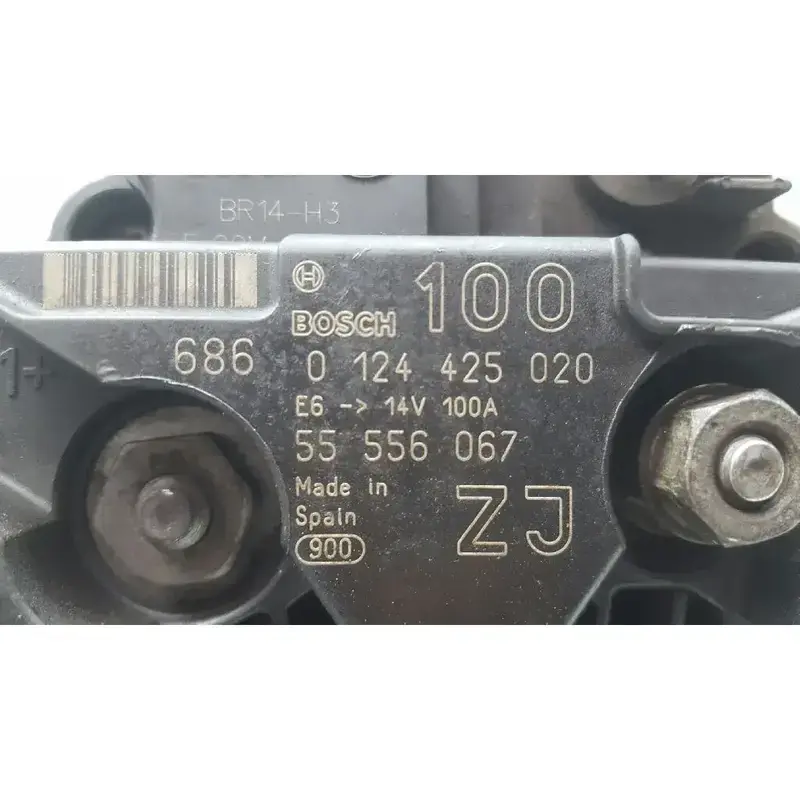 BR14-H3
BOSCH 100
686 0 124 425 020
1+
E6 -> 14V 100A
55 556 067
Made in
Spain
ZJ
900